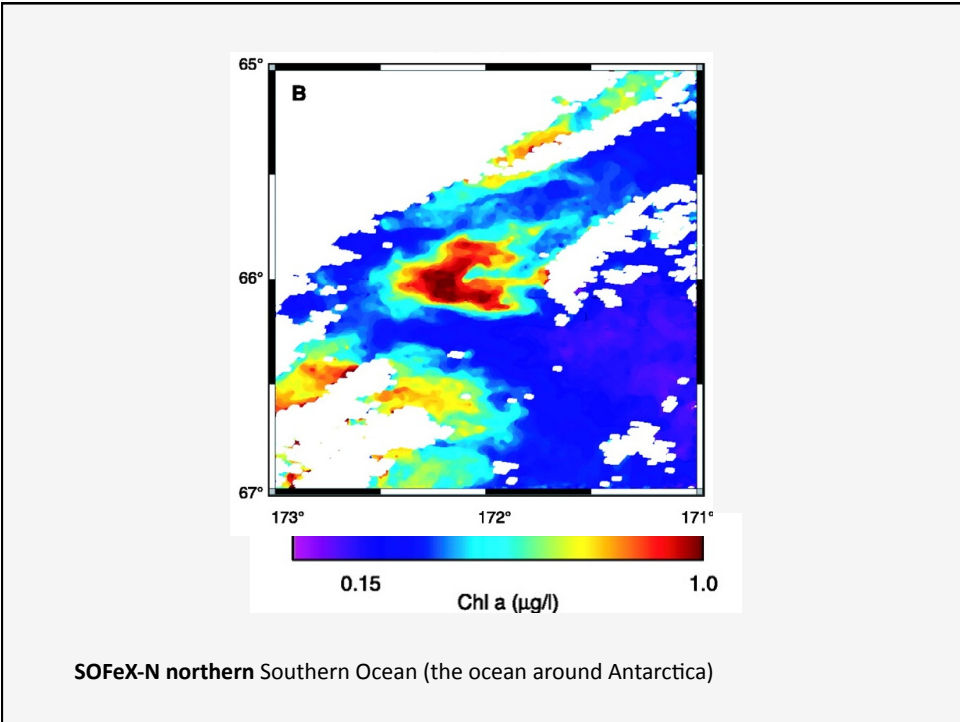 65°
B
66°
67°
173° 172° 171°
0.15 1.0
Chl a (µg/l)
SOFeX-N northern Southern Ocean (the ocean around Antarctica)